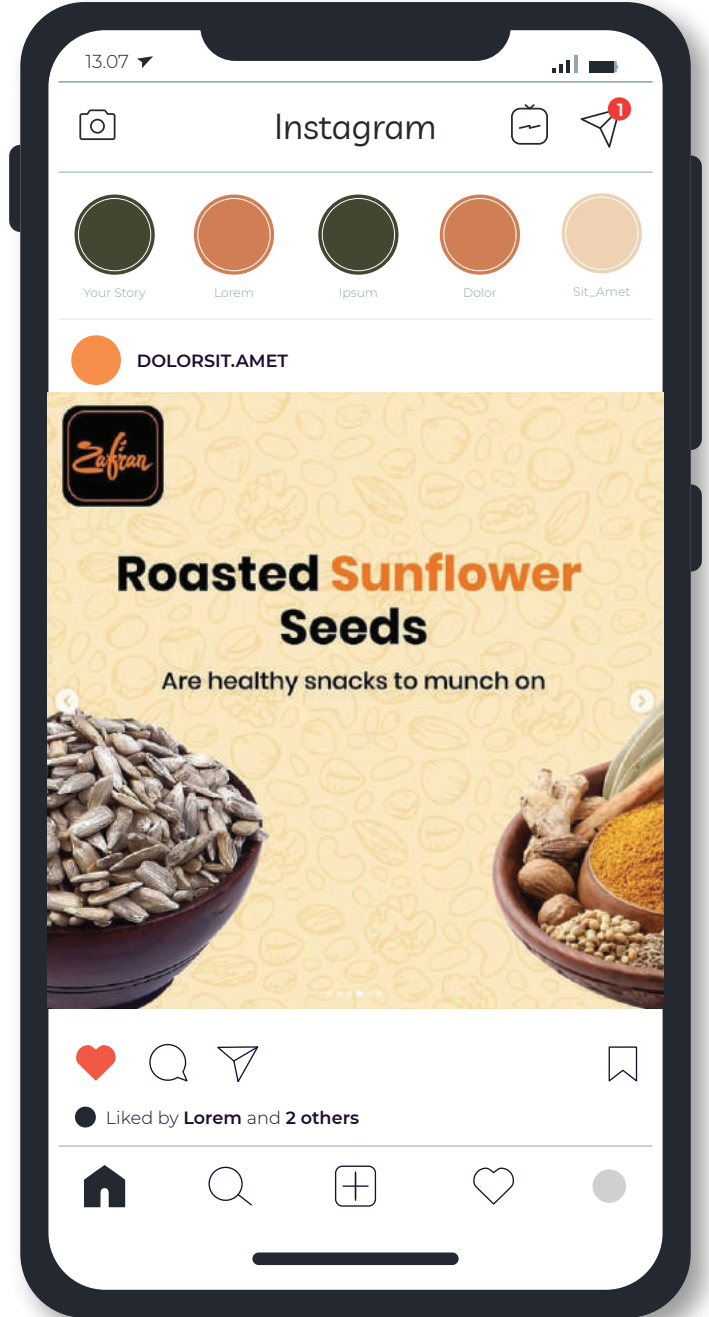 13.07
Instagram
1
Your Story
Lorem
Ipsum
Dolor
Sit_Amet
DOLORSIT.AMET
Zafran
Roasted Sunflower
Seeds
Are healthy snacks to munch on
Liked by Lorem and 2 others